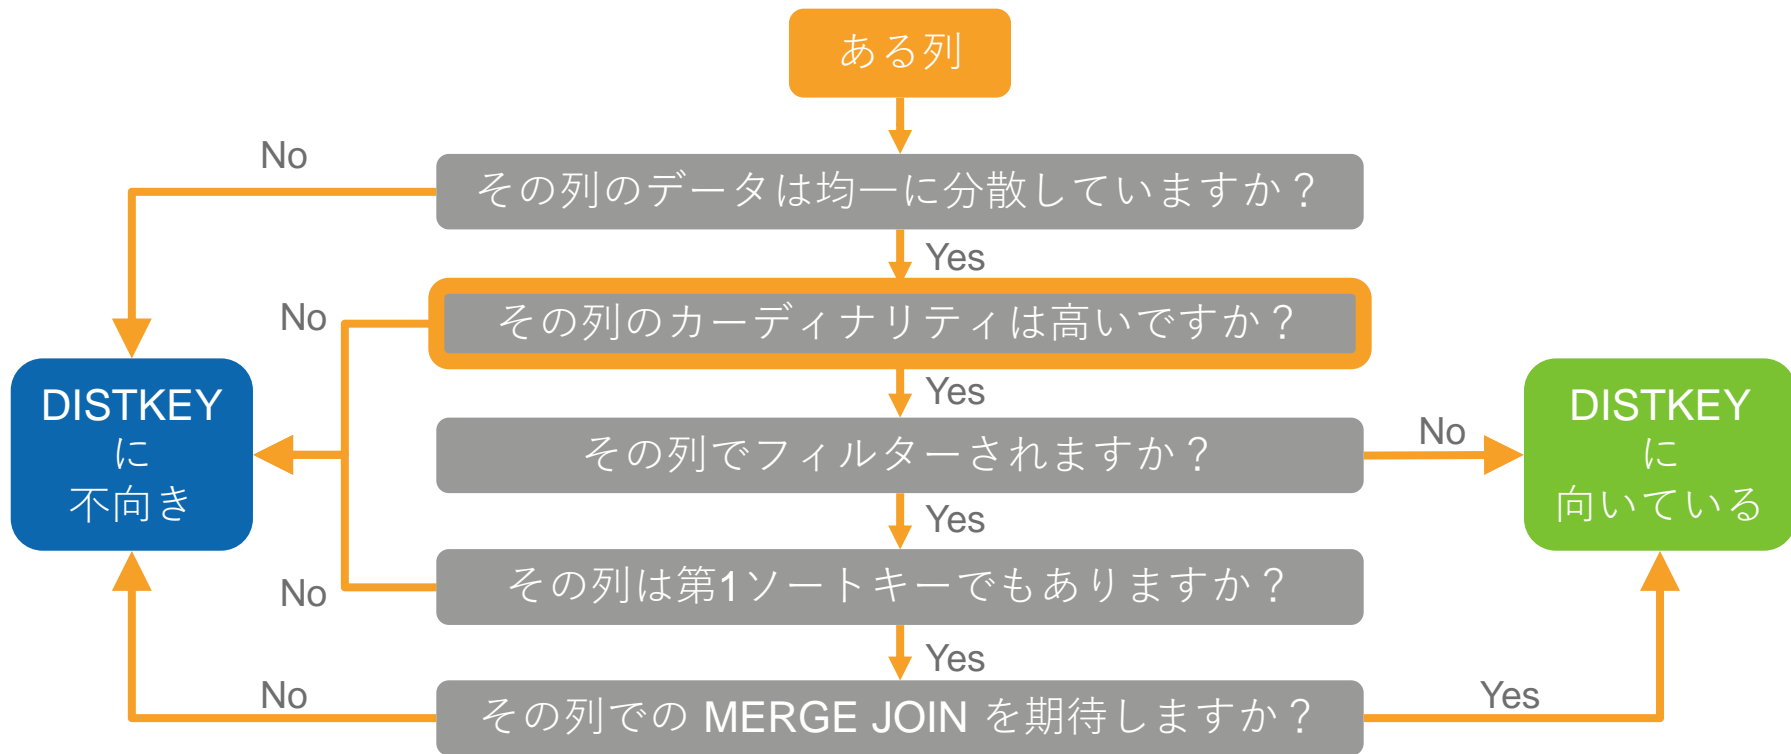 ある列
No
その列のデータは均一に分散していますか？
Yes
No
その列のカーディナリティは高いですか？
Yes
DISTKEY
に
不向き
その列でフィルターされますか？
No
DISTKEY
に
向いている
Yes
No
その列は第1ソートキーでもありますか？
Yes
No
その列での MERGE JOIN を期待しますか？
Yes